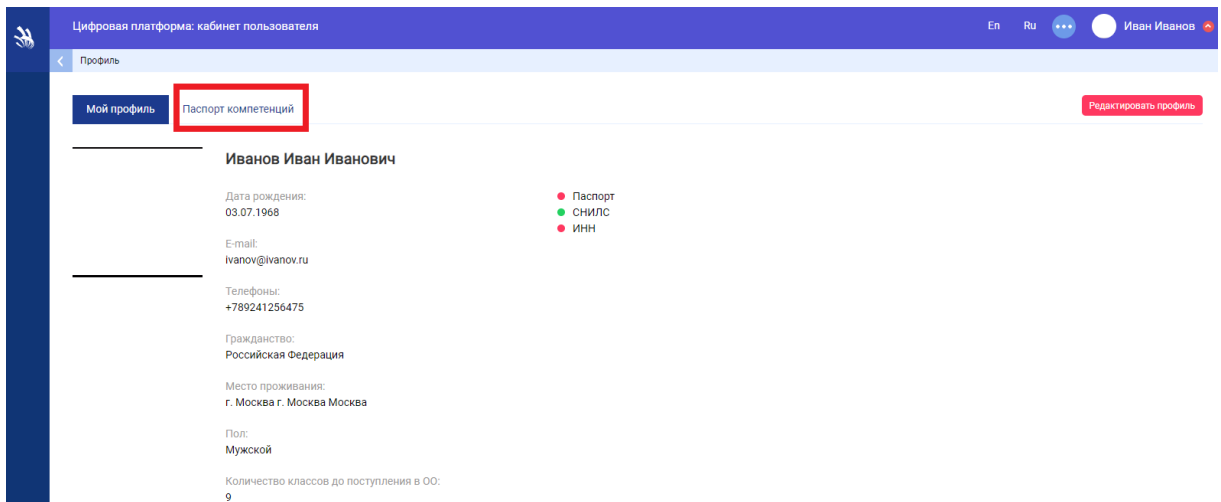 Цифровая платформа: кабинет пользователя
En Ru Иван Иванов
Профиль
Мой профиль Паспорт компетенций Редактировать профиль
Иванов Иван Иванович
Дата рождения:
03.07.1968
Паспорт
СНИЛС
ИНН
E-mail:
ivanov@ivanov.ru
Телефоны:
+789241256475
Гражданство:
Российская Федерация
Место проживания:
г. Москва г. Москва Москва
Пол:
Мужской
Количество классов до поступления в ОО:
9